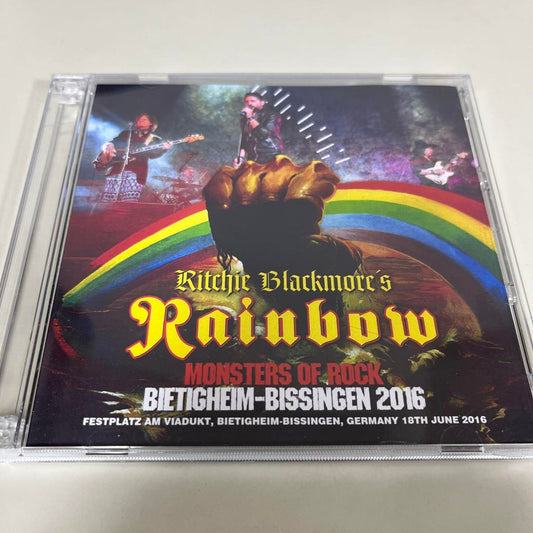 Ritchie Blackmore's
Rainbow
MONSTERS OF ROCK
BIETIGHEIM-BISSINGEN 2016
FESTPLATZ AM VIADUKT, BIETIGHEIM-BISSINGEN, GERMANY 18TH JUNE 2016